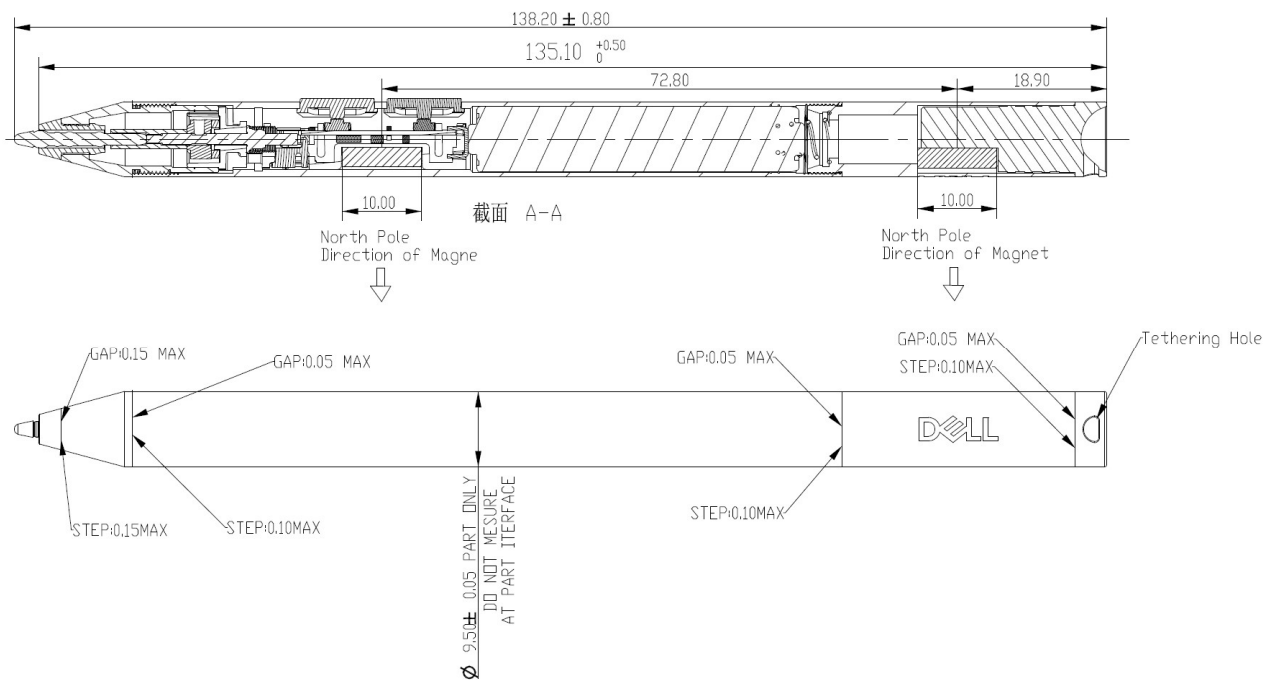 138.20 ± 0.80
135.10 +0.50 0
72.80
18.90
10.00
截面 A-A
10.00
North Pole
Direction of Magne
North Pole
Direction of Magnet
GAP:0.15 MAX
GAP:0.05 MAX
GAP:0.05 MAX
GAP:0.05 MAX
STEP:0.10MAX
Tethering Hole
DELL
STEP:0.15MAX
STEP:0.10MAX
STEP:0.10MAX
Ø 9.50± 0.05 PART ONLY
DO NOT MESURE
AT PART ITERFACE